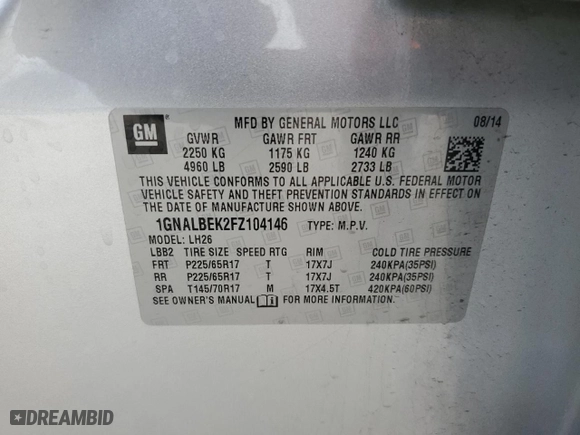 GM
MFD BY GENERAL MOTORS LLC 08/14
GVWR GAWR FRT GAWR RR
2250 KG 1175 KG 1240 KG
4960 LB 2590 LB 2733 LB
THIS VEHICLE CONFORMS TO ALL APPLICABLE U.S. FEDERAL MOTOR
VEHICLE SAFETY AND THEFT PREVENTION STANDARDS IN EFFECT ON
THE DATE OF MANUFACTURE SHOWN ABOVE.
1GNALBEK2FZ104146 TYPE: M.P.V.
MODEL: LH26
LBB2 TIRE SIZE SPEED RTG RIM COLD TIRE PRESSURE
FRT P225/65R17 T 17X7J 240KPA(35PSI)
RR P225/65R17 T 17X7J 240KPA(35PSI)
SPA T145/70R17 M 17X4.5T 420KPA(60PSI)
SEE OWNER'S MANUAL FOR MORE INFORMATION.
DREAMBID